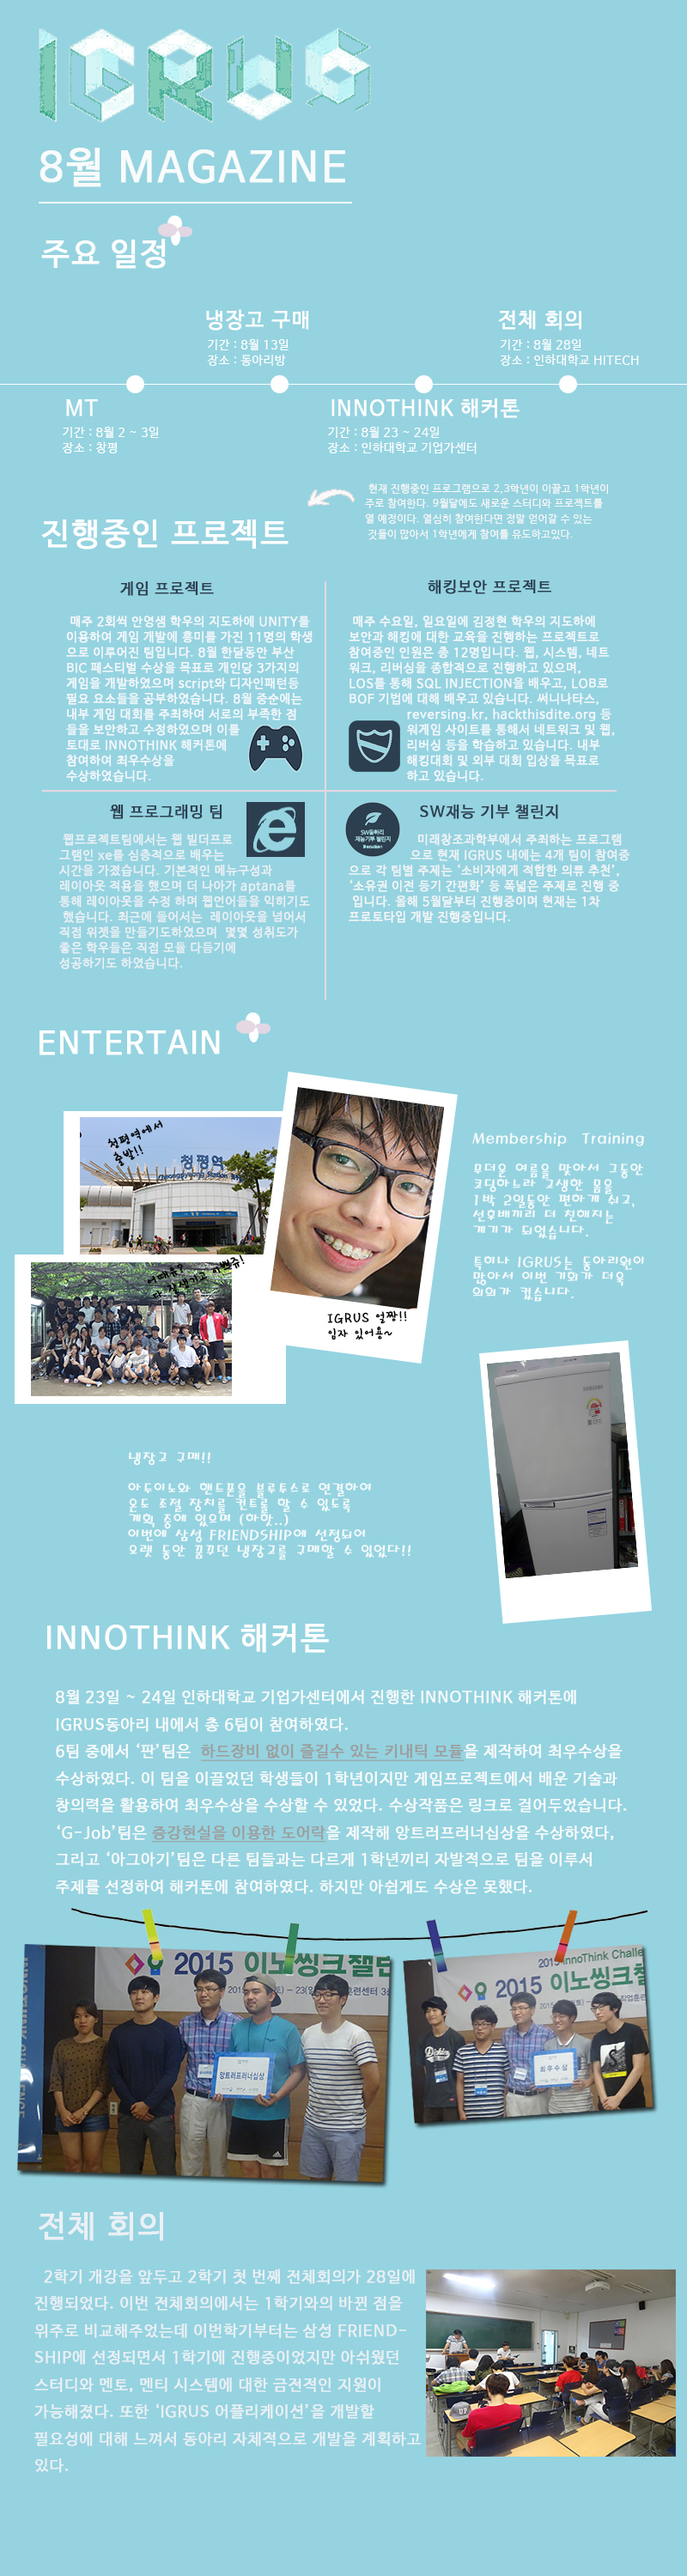 IGRUS
8월 MAGAZINE
주요 일정
냉장고 구매
기간 : 8월 13일
장소 : 동아리방
전체 회의
기간 : 8월 28일
장소 : 인하대학교 HITECH
MT
기간 : 8월 2 ~ 3일
장소 : 청평
INNOTHINK 해커톤
기간 : 8월 23 ~ 24일
장소 : 인하대학교 기업가센터
현재 진행중인 프로그램으로 2,3학년이 이끌고 1학년이
주로 참여한다. 9월달에도 새로운 스터디와 프로젝트를
열 예정이다. 열심히 참여한다면 정말 얻어갈 수 있는
것들이 많아서 1학년에게 참여를 유도하고있다.
진행중인 프로젝트
게임 프로젝트
매주 2회씩 안영샘 학우의 지도하에 UNITY를
이용하여 게임 개발에 흥미를 가진 11명의 학생
으로 이루어진 팀입니다. 8월 한달동안 부산
BIC 페스티벌 수상을 목표로 개인당 3가지의
게임을 개발하였으며 script와 디자인패턴등
필요 요소들을 공부하였습니다. 8월 중순에는
내부 게임 대회를 주최하여 서로의 부족한 점
들을 보안하고 수정하였으며 이를
토대로 INNOTHINK 해커톤에
참여하여 최우수상을
수상하였습니다.
해킹보안 프로젝트
매주 수요일, 일요일에 김정현 학우의 지도하에
보안과 해킹에 대한 교육을 진행하는 프로젝트로
참여중인 인원은 총 12명입니다. 웹, 시스템, 네트
워크, 리버싱을 종합적으로 진행하고 있으며,
LOS를 통해 SQL INJECTION을 배우고, LOB로
BOF 기법에 대해 배우고 있습니다. 써니나타스,
reversing.kr, hackthisdite.org 등
워게임 사이트를 통해서 네트워크 및 웹,
리버싱 등을 학습하고 있습니다. 내부
해킹대회 및 외부 대회 입상을 목표로
하고 있습니다.
웹 프로그래밍 팀
웹프로젝트팀에서는 웹 빌더프로
그램인 xe를 심층적으로 배우는
시간을 가졌습니다. 기본적인 메뉴구성과
레이아웃 적용을 했으며 더 나아가 aptana를
통해 레이아웃을 수정 하며 웹언어들을 익히기도
했습니다. 최근에 들어서는 레이아웃을 넘어서
직접 위젯을 만들기도하였으며 몇몇 성취도가
좋은 학우들은 직접 모듈 다듬기에
성공하기도 하였습니다.
SW동아리
재능기부 챌린지
SW재능 기부 챌린지
미래창조과학부에서 주최하는 프로그램
으로 현재 IGRUS 내에는 4개 팀이 참여중
으로 각 팀별 주제는 ‘소비자에게 적합한 의류 추천’,
‘소유권 이전 등기 간편화’ 등 폭넓은 주제로 진행 중
입니다. 올해 5월달부터 진행중이며 현재는 1차
프로토타입 개발 진행중입니다.
ENTERTAIN
청평역에서
출발!!
청평역
IGRUS 얼짱!!
임자 있어용~
Membership Training
무더운 여름을 맞아서 그동안
코딩하느라 고생한 몸을
1박 2일동안 편하게 쉬고,
선후배끼리 더 친해지는
계기가 되었습니다.
특히나 IGRUS는 동아리원이
많아서 이번 기회가 더욱
의의가 컸습니다.
SAMSUNG
냉장고 구매!!
아두이노와 핸드폰을 블루투스로 연결하여
온도 조절 장치를 컨트롤 할 수 있도록
계획 중에 있으며 (하핫..)
이번에 삼성 FRIENDSHIP에 선정되어
오랫 동안 꿈꾸던 냉장고를 구매할 수 있었다!!
INNOTHINK 해커톤
8월 23일 ~ 24일 인하대학교 기업가센터에서 진행한 INNOTHINK 해커톤에
IGRUS동아리 내에서 총 6팀이 참여하였다.
6팀 중에서 ‘판’팀은 하드장비 없이 즐길수 있는 키내틱 모듈을 제작하여 최우수상을
수상하였다. 이 팀을 이끌었던 학생들이 1학년이지만 게임프로젝트에서 배운 기술과
창의력을 활용하여 최우수상을 수상할 수 있었다. 수상작품은 링크로 걸어두었습니다.
‘G-Job’팀은 증강현실을 이용한 도어락을 제작해 앙트러프러너십상을 수상하였다,
그리고 ‘아그아기’팀은 다른 팀들과는 다르게 1학년끼리 자발적으로 팀을 이루서
주제를 선정하여 해커톤에 참여하였다. 하지만 아쉽게도 수상은 못했다.
2015 이노씽크챌린
앙트러프러너십상
2015 InnoThink Challe
2015 이노씽크챌
최우수상
전체 회의
2학기 개강을 앞두고 2학기 첫 번째 전체회의가 28일에
진행되었다. 이번 전체회의에서는 1학기와의 바뀐 점을
위주로 비교해주었는데 이번학기부터는 삼성 FRIEND-
SHIP에 선정되면서 1학기에 진행중이었지만 아쉬웠던
스터디와 멘토, 멘티 시스템에 대한 금전적인 지원이
가능해졌다. 또한 ‘IGRUS 어플리케이션’을 개발할
필요성에 대해 느껴서 동아리 자체적으로 개발을 계획하고
있다.